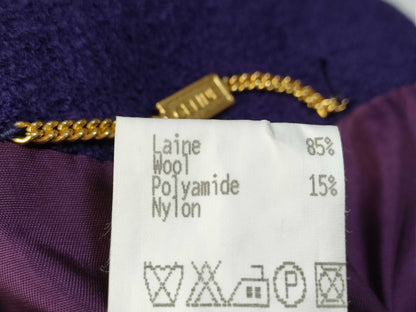 Laine 85%
Wool
Polyamide 15%
Nylon
P